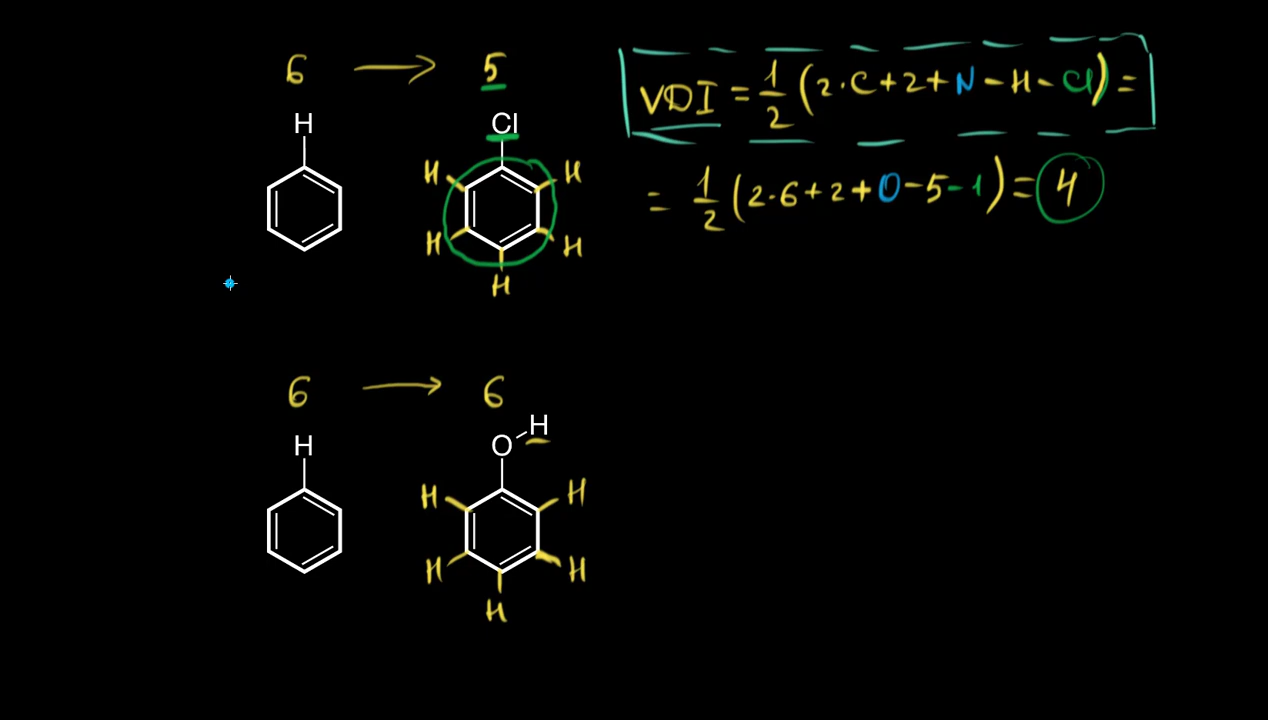 6 → 5
VDI = 1/2 (2·C+2+N-H-Cl) =
H Cl
H H
= 1/2 (2·6+2+0-5-1) = 4
H H
H
6 → 6
H O H
H H
H H
H